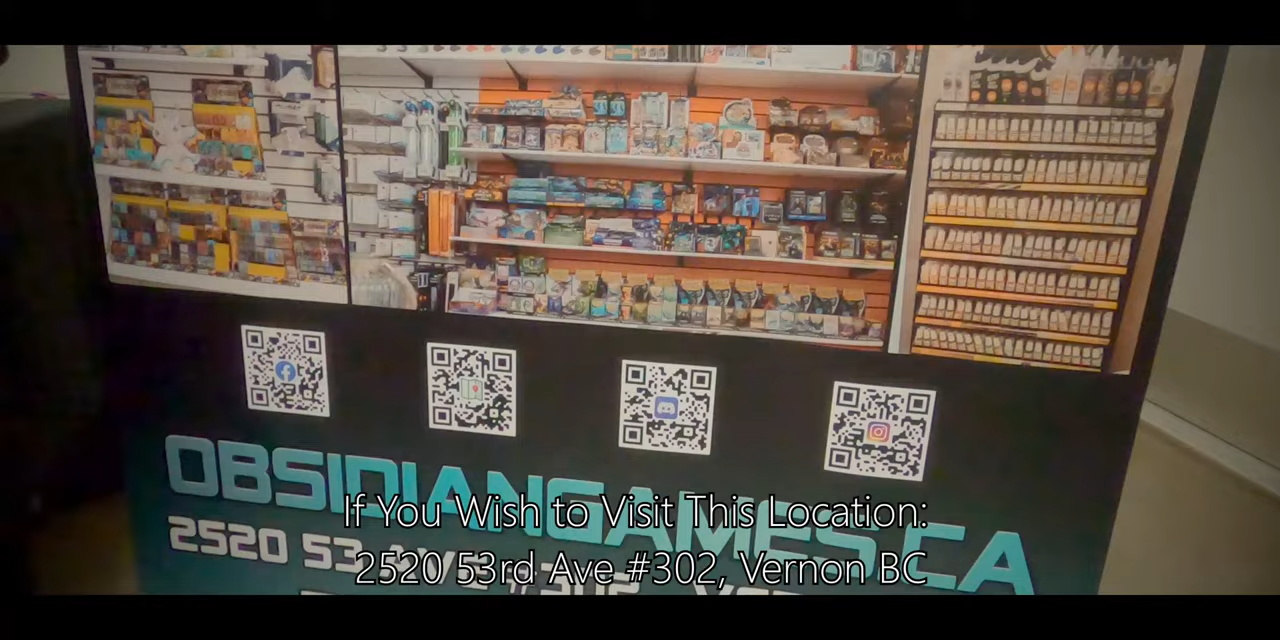 OBSIDIANGAMES.CA
If You Wish to Visit This Location:
2520 53
2520 53rd Ave #302, Vernon BC